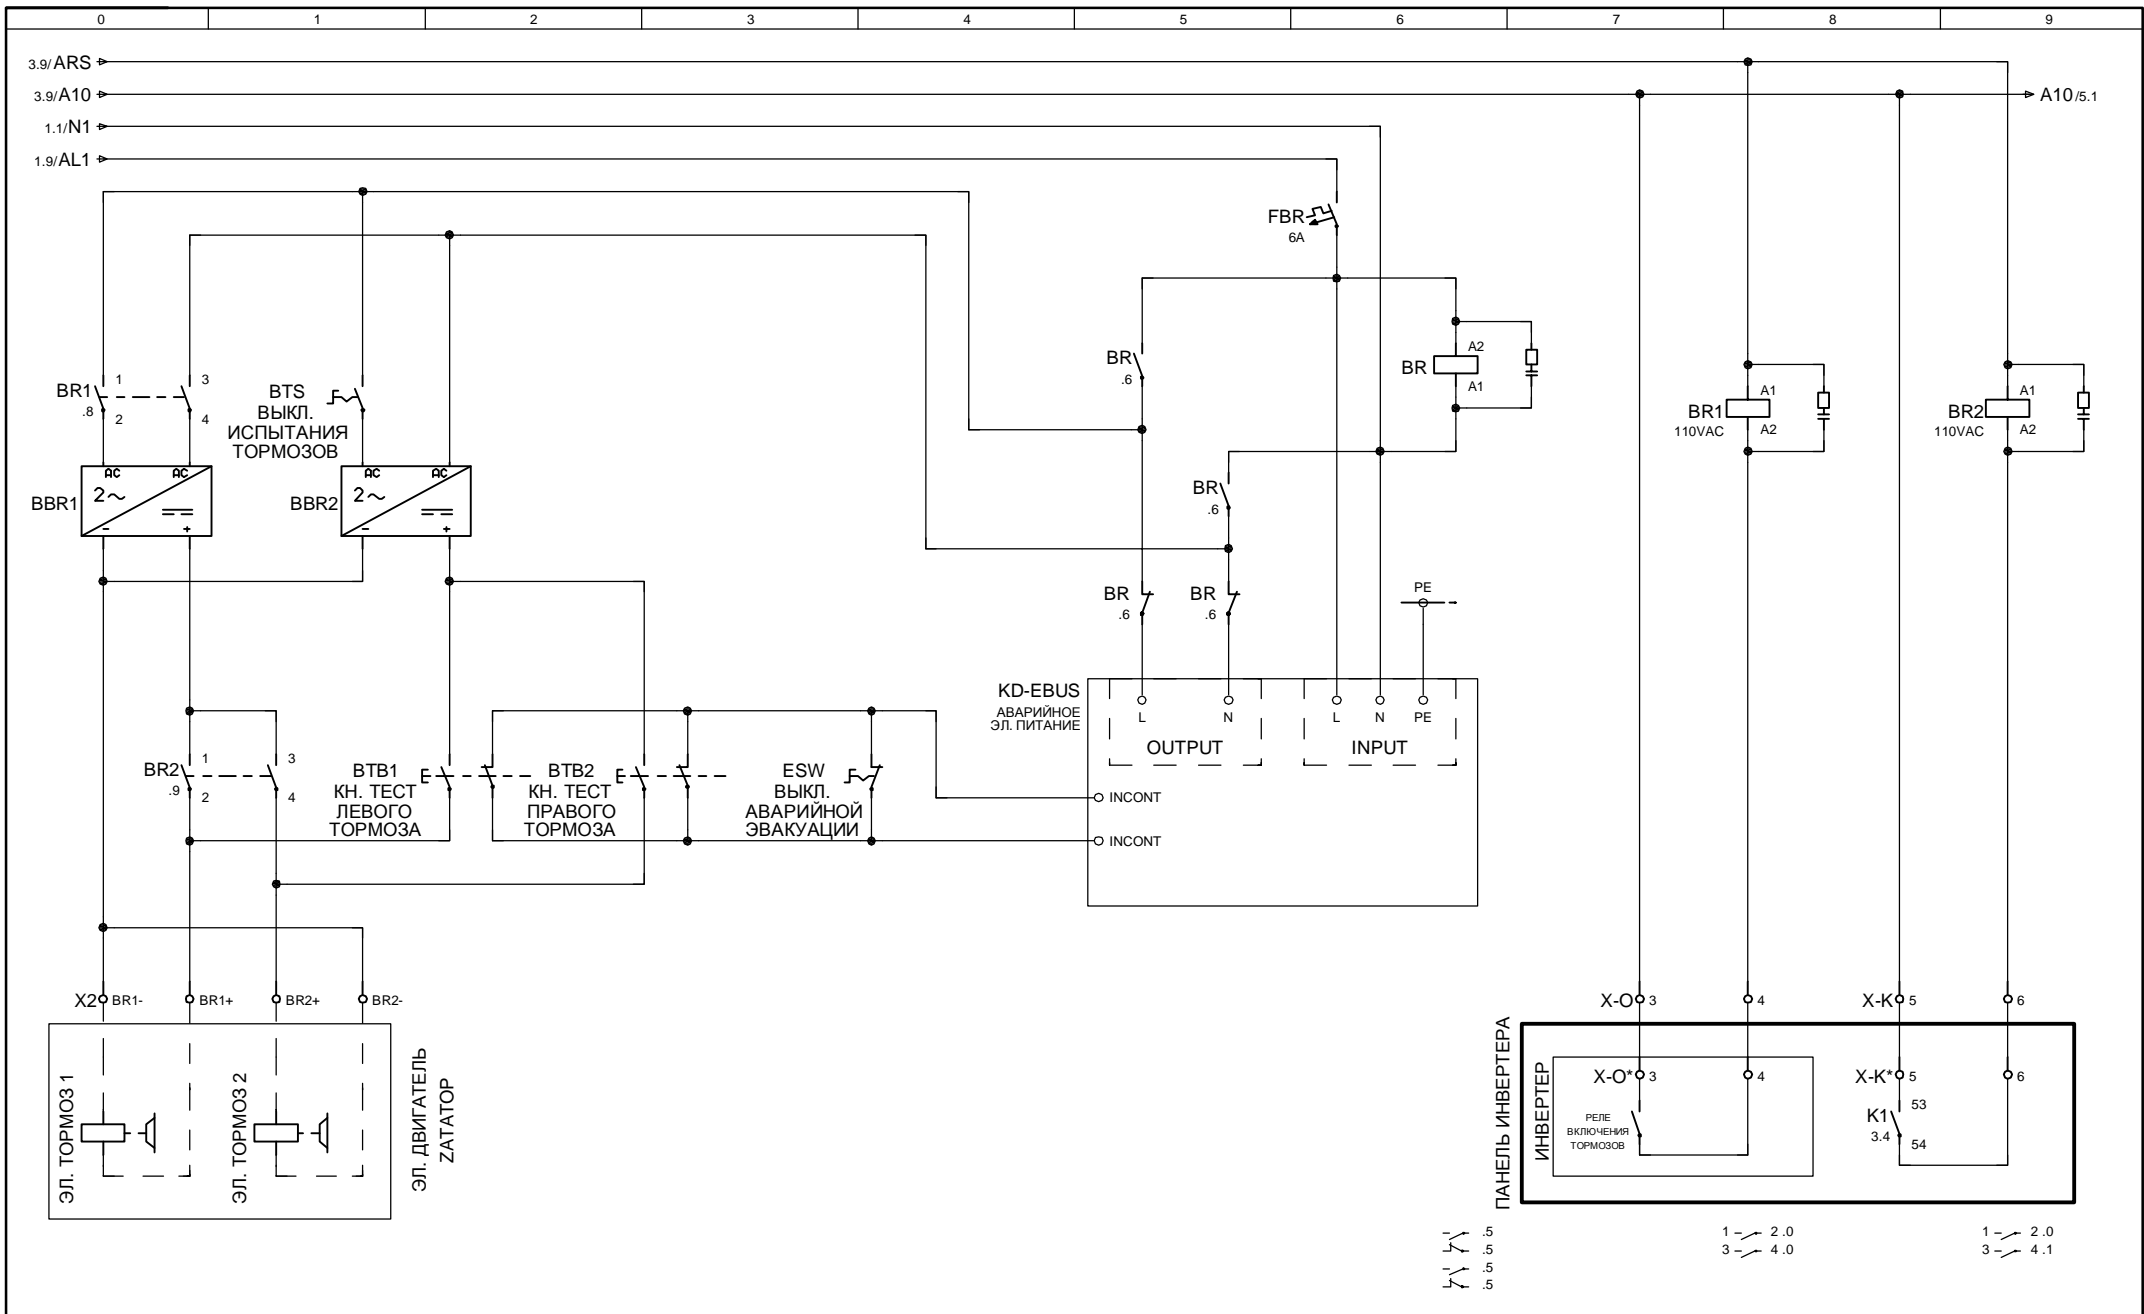 0 1 2 3 4 5 6 7 8 9
3.9/ARS
3.9/A10
A10/5.1
1.1/N1
1.9/AL1
FBR
6A
BR
.6
BR
A2
A1
BR1
.8
1
2
3
4
BTS
ВЫКЛ.
ИСПЫТАНИЯ
ТОРМОЗОВ
BR1
110VAC
A1
A2
BR2
110VAC
A1
A2
BBR1
AC AC
2~
- +
BBR2
AC AC
2~
- +
BR
.6
BR
.6
BR
.6
PE
KD-EBUS
АВАРИЙНОЕ
ЭЛ. ПИТАНИЕ
L N
OUTPUT
L N PE
INPUT
INCONT
INCONT
BR2
.9
1
2
3
4
BTB1
КН. ТЕСТ
ЛЕВОГО
ТОРМОЗА
BTB2
КН. ТЕСТ
ПРАВОГО
ТОРМОЗА
ESW
ВЫКЛ.
АВАРИЙНОЙ
ЭВАКУАЦИИ
X2 BR1- BR1+ BR2+ BR2-
ЭЛ. ТОРМОЗ 1
ЭЛ. ТОРМОЗ 2
ЭЛ. ДВИГАТЕЛЬ
ZATATOP
X-O 3 4 X-K 5 6
ПАНЕЛЬ ИНВЕРТЕРА
ИНВЕРТЕР
X-O* 3 4 X-K* 5 6
РЕЛЕ
ВКЛЮЧЕНИЯ
ТОРМОЗОВ
K1
3.4
53
54
.5
.5
.5
.5
1 2 .0
3 4 .0
1 2 .0
3 4 .1